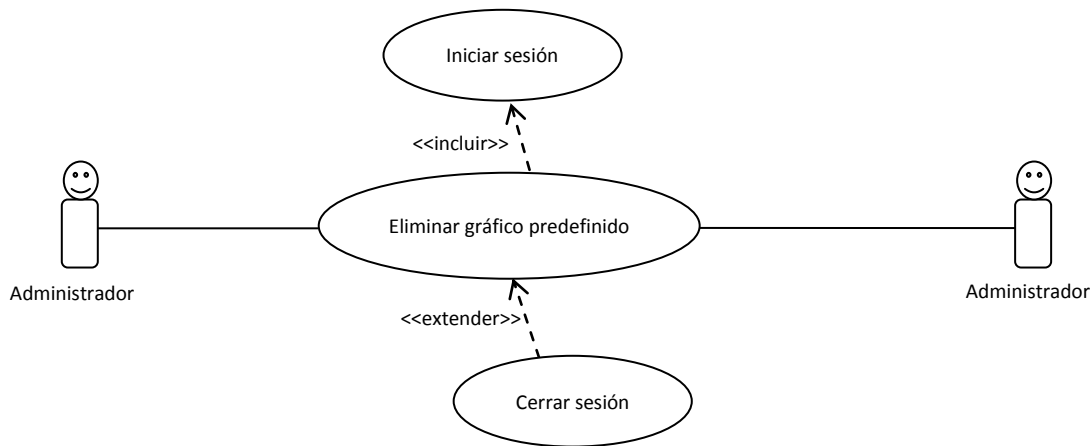 Iniciar sesión
<<incluir>>
Eliminar gráfico predefinido
Administrador
Administrador
<<extender>>
Cerrar sesión